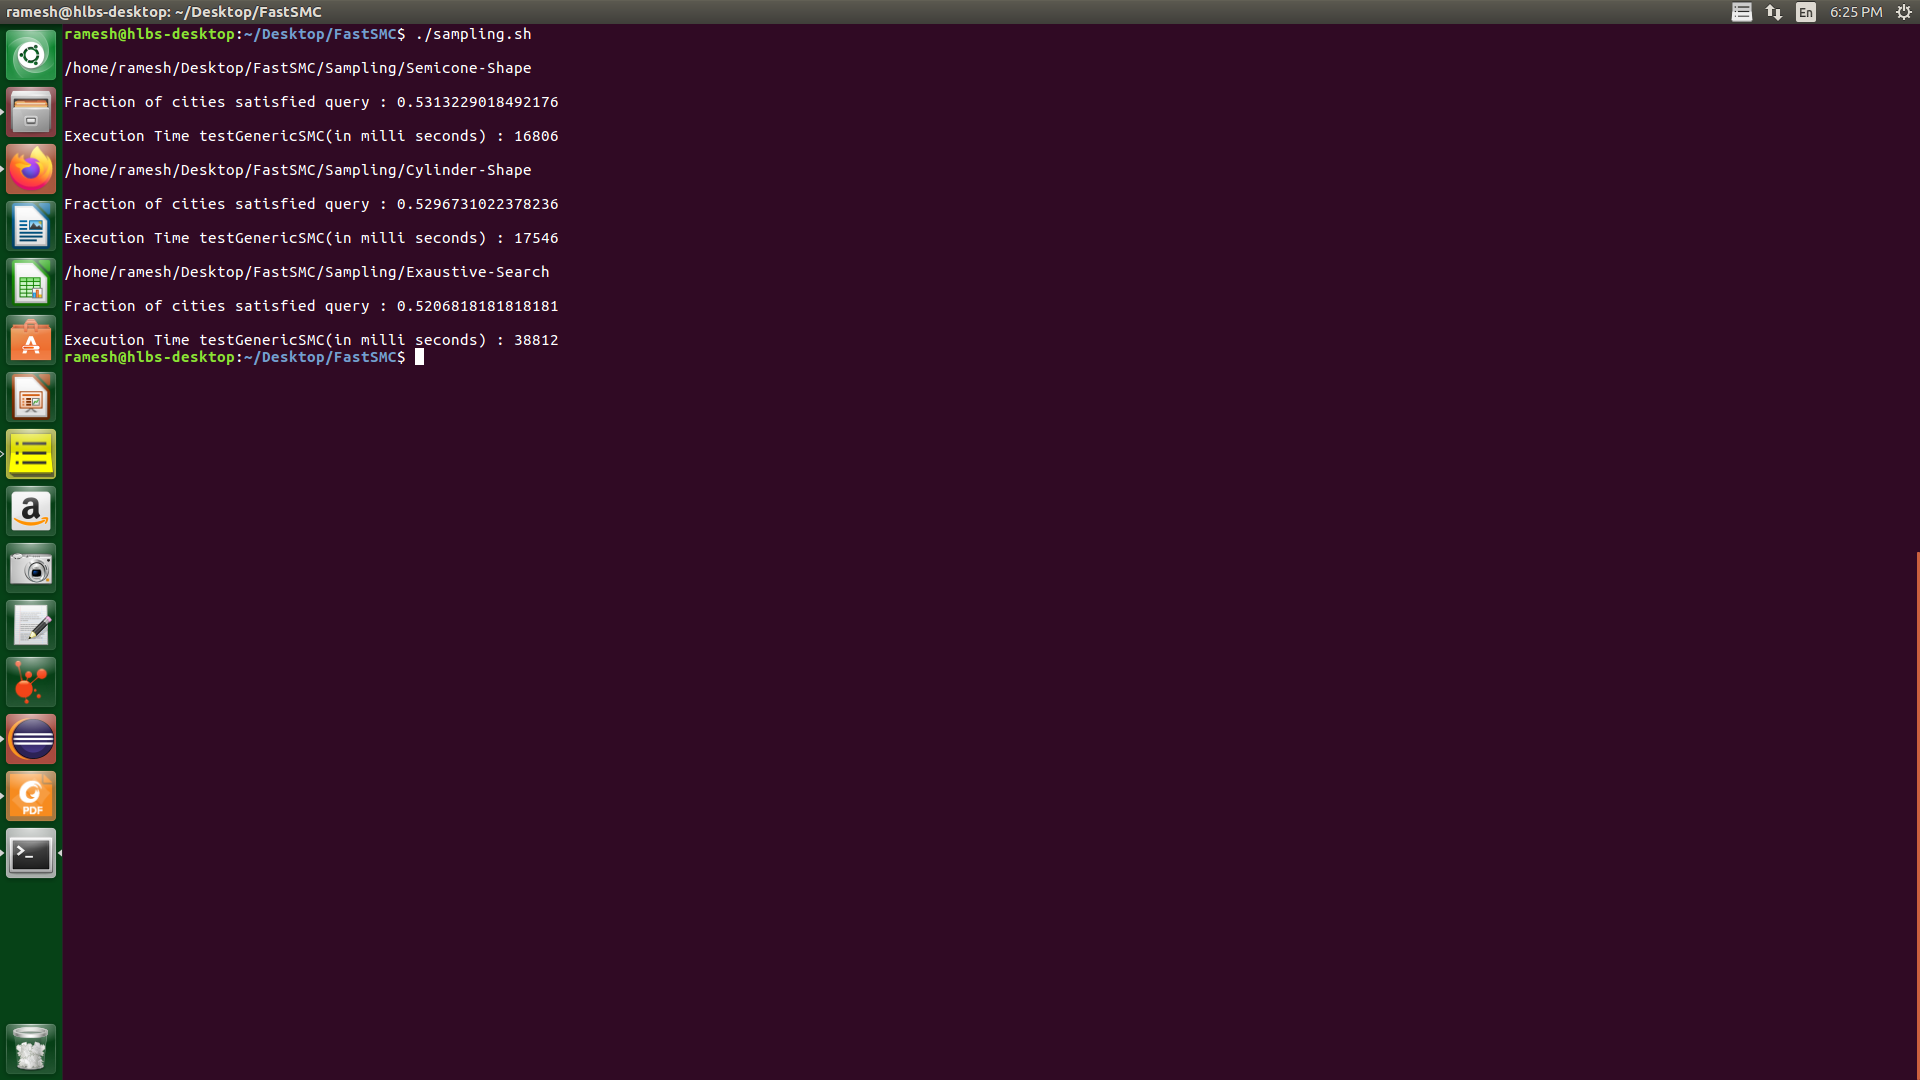 ramesh@hlbs-desktop: ~/Desktop/FastSMC
En
6:25 PM
ramesh@hlbs-desktop:~/Desktop/FastSMC$ ./sampling.sh
/home/ramesh/Desktop/FastSMC/Sampling/Semicone-Shape
Fraction of cities satisfied query : 0.5313229018492176
Execution Time testGenericSMC(in milli seconds) : 16806
/home/ramesh/Desktop/FastSMC/Sampling/Cylinder-Shape
Fraction of cities satisfied query : 0.5296731022378236
Execution Time testGenericSMC(in milli seconds) : 17546
/home/ramesh/Desktop/FastSMC/Sampling/Exaustive-Search
Fraction of cities satisfied query : 0.5206818181818181
Execution Time testGenericSMC(in milli seconds) : 38812
ramesh@hlbs-desktop:~/Desktop/FastSMC$
A
a
PDF
>_